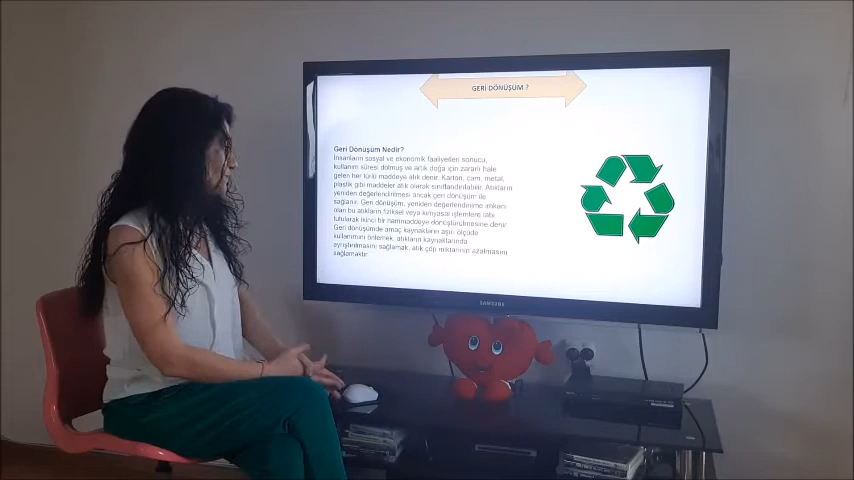 GERİ DÖNÜŞÜM ?
Geri Dönüşüm Nedir?
İnsanların sosyal ve ekonomik faaliyetleri sonucu,
kullanım süresi dolmuş ve artık doğa için zararlı hale
gelen her türlü maddeye atık denir. Karton, cam, metal,
plastik gibi maddeler atık olarak sınıflandırılabilir. Atıkların
yeniden değerlendirilmesi ancak geri dönüşüm ile
sağlanır. Geri dönüşüm, yeniden değerlendirilme imkanı
olan bu atıkların fiziksel veya kimyasal işlemlere tabi
tutularak ikinci bir hammaddeye dönüştürülmesine denir.
Geri dönüşümde amaç kaynakların aşırı ölçüde
kullanımını önlemek, atıkların kaynaklarında
ayrıştırılmasını sağlamak, atık çöp miktarının azalmasını
sağlamaktır.
SAMSUNG